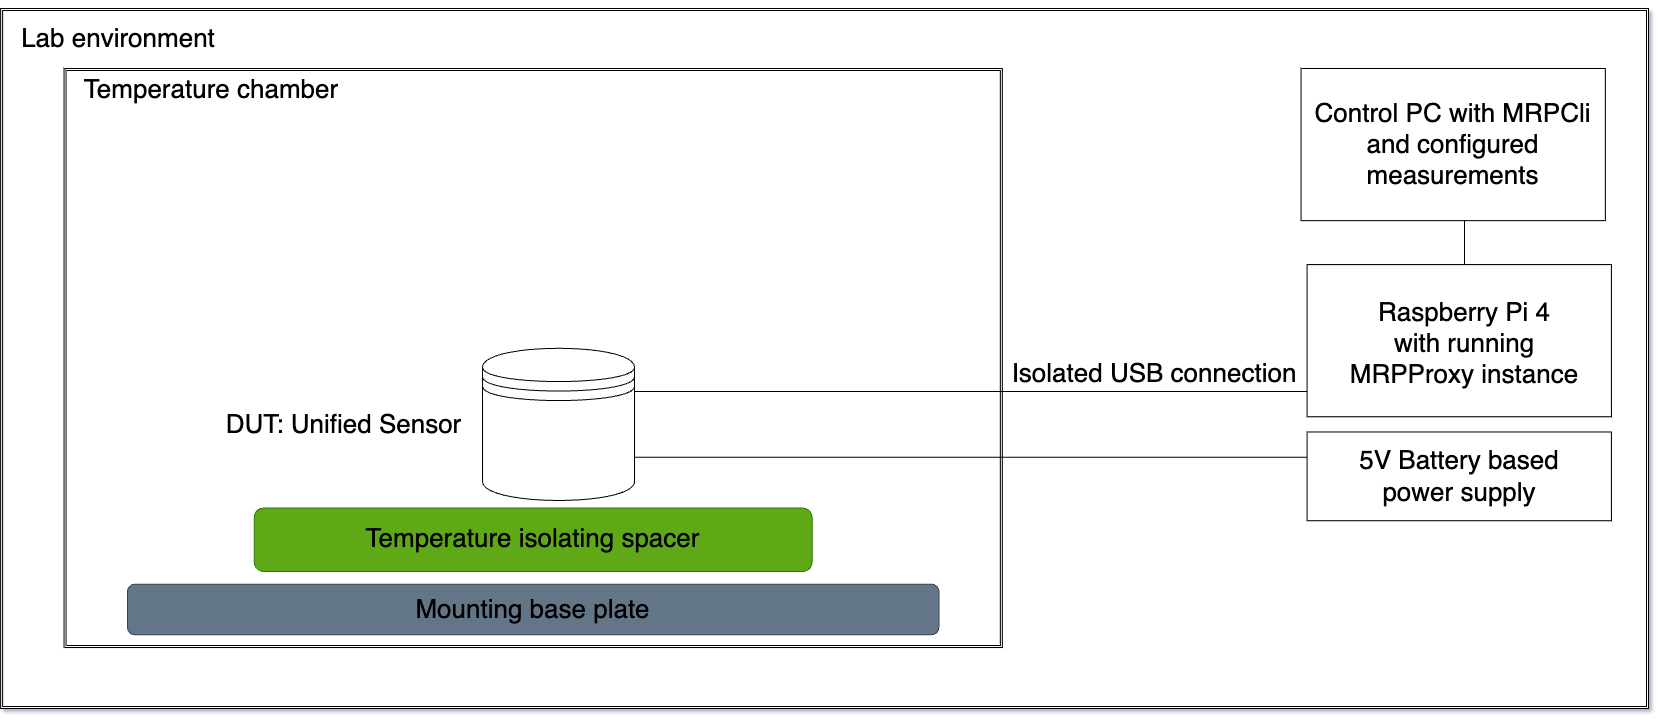 Lab environment
Temperature chamber
Control PC with MRPCli
and configured
measurements
Raspberry Pi 4
with running
MRPProxy instance
Isolated USB connection
DUT: Unified Sensor
5V Battery based
power supply
Temperature isolating spacer
Mounting base plate